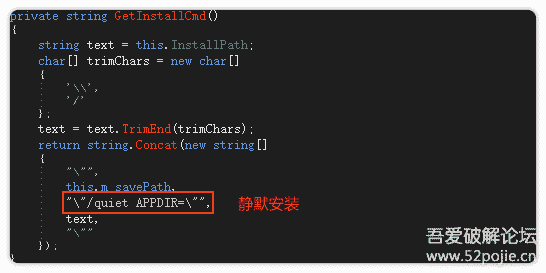 private string GetInstallCmd()
{
string text = this.InstallPath;
char[] trimChars = new char[]
{
'\\',
'/'
};
text = text.TrimEnd(trimChars);
return string.Concat(new string[]
{
"\"",
this.m_savePath,
"\"/quiet APPDIR=\"",
静默安装
text,
"\""
});
}
吾爱破解论坛
www.52pojie.cn